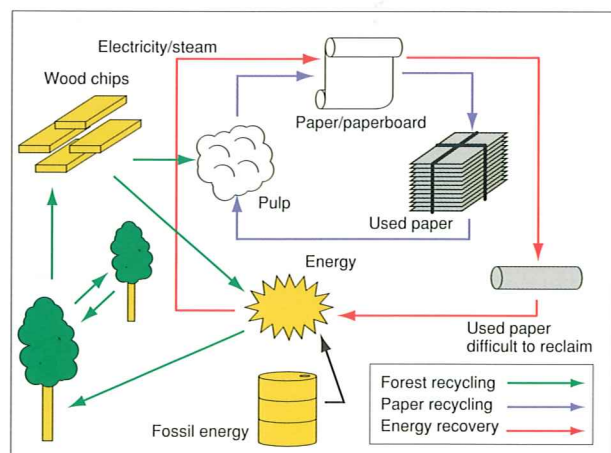 Electricity/steam
Wood chips
Paper/paperboard
Pulp
Used paper
Energy
Used paper
difficult to reclaim
Fossil energy
Forest recycling
Paper recycling
Energy recovery